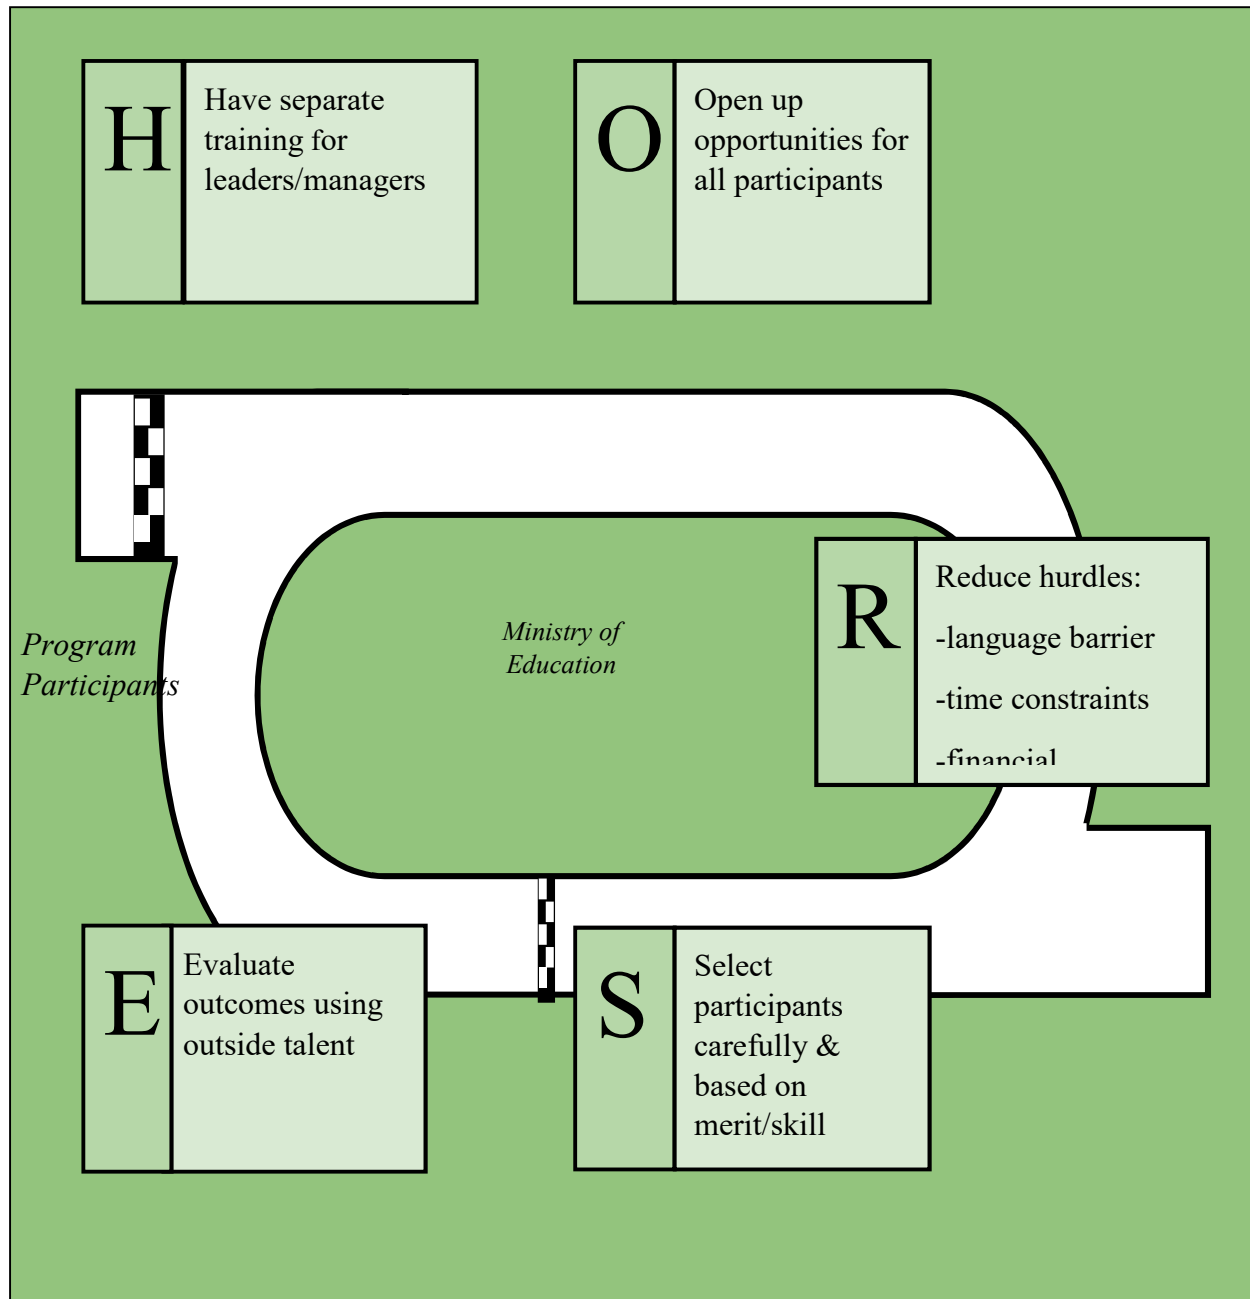 H
Have separate
training for
leaders/managers
O
Open up
opportunities for
all participants
R
Reduce hurdles:
-language barrier
-time constraints
-financial
Program
Participants
Ministry of
Education
E
Evaluate
outcomes using
outside talent
S
Select
participants
carefully &
based on
merit/skill